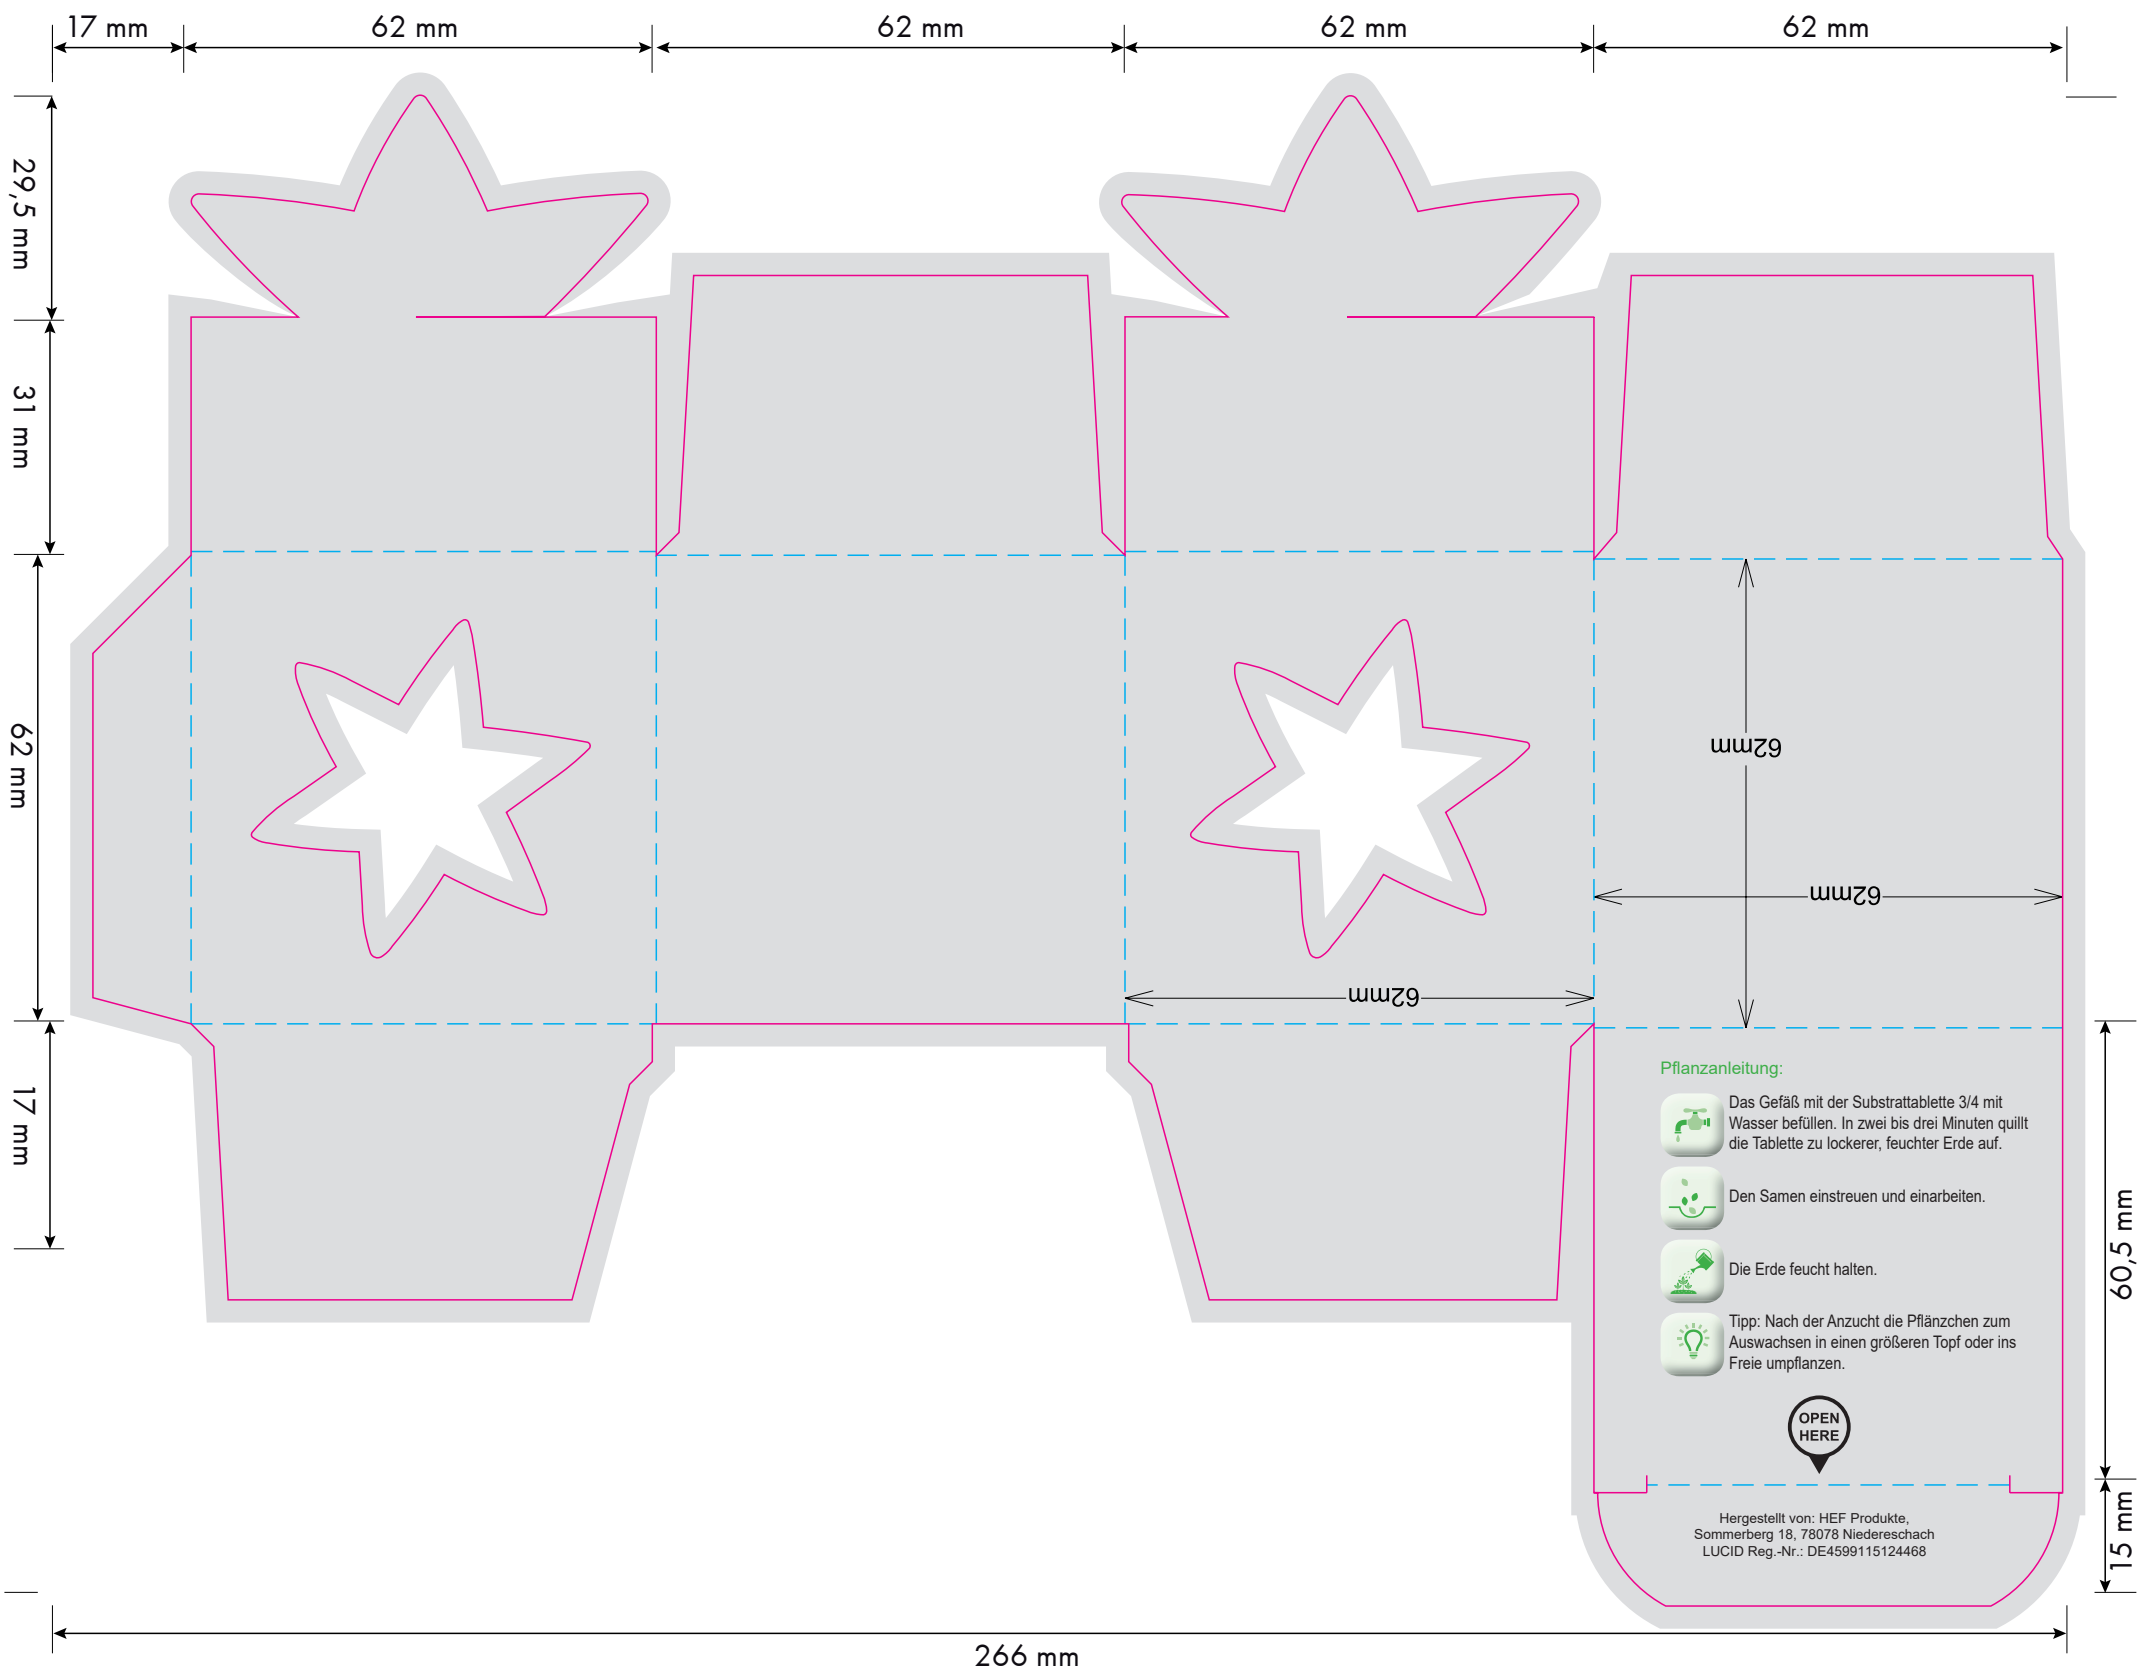 17 mm
62 mm
62 mm
62 mm
62 mm
29,5 mm
31 mm
62 mm
17 mm
62mm
62mm
62mm
Pflanzanleitung:
Das Gefäß mit der Substrattablette 3/4 mit
Wasser befüllen. In zwei bis drei Minuten quillt
die Tablette zu lockerer, feuchter Erde auf.
Den Samen einstreuen und einarbeiten.
Die Erde feucht halten.
Tipp: Nach der Anzucht die Pflänzchen zum
Auswachsen in einen größeren Topf oder ins
Freie umpflanzen.
OPEN
HERE
60,5 mm
Hergestellt von: HEF Produkte,
Sommerberg 18, 78078 Niedereschach
LUCID Reg.-Nr.: DE4599115124468
15 mm
266 mm